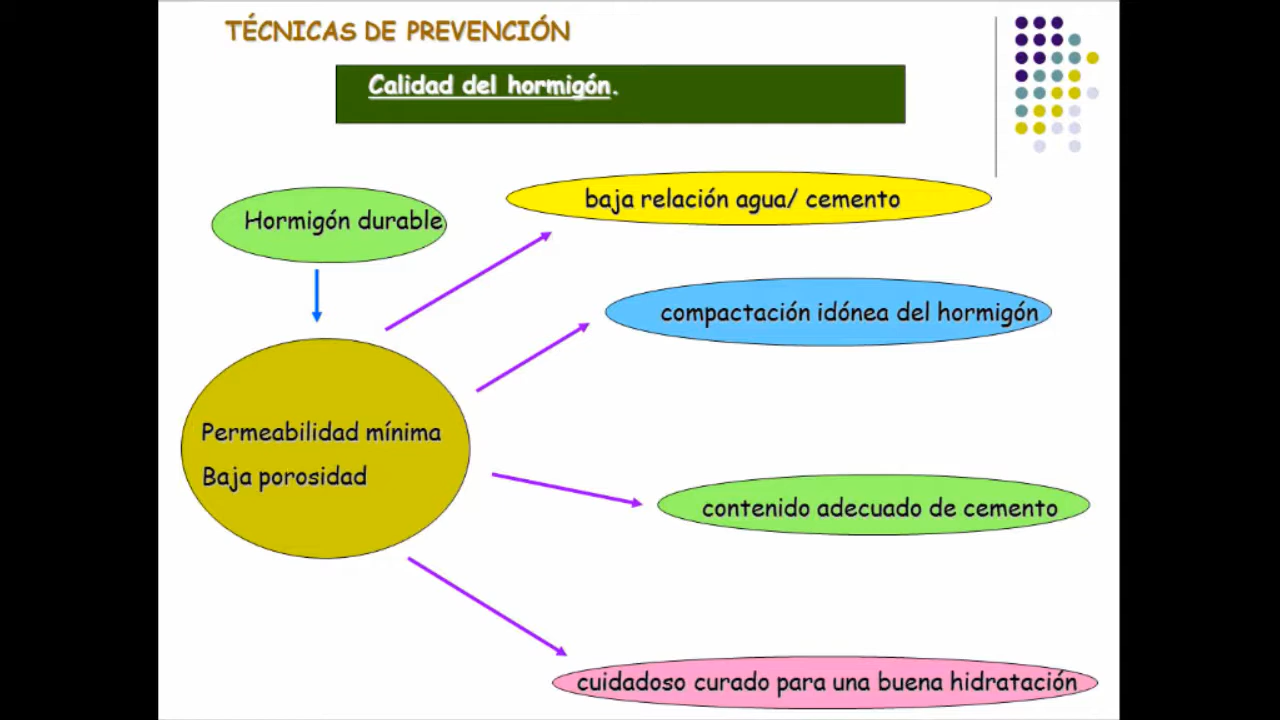 TÉCNICAS DE PREVENCIÓN
Calidad del hormigón.
Hormigón durable
baja relación agua/ cemento
compactación idónea del hormigón
Permeabilidad mínima
Baja porosidad
contenido adecuado de cemento
cuidadoso curado para una buena hidratación